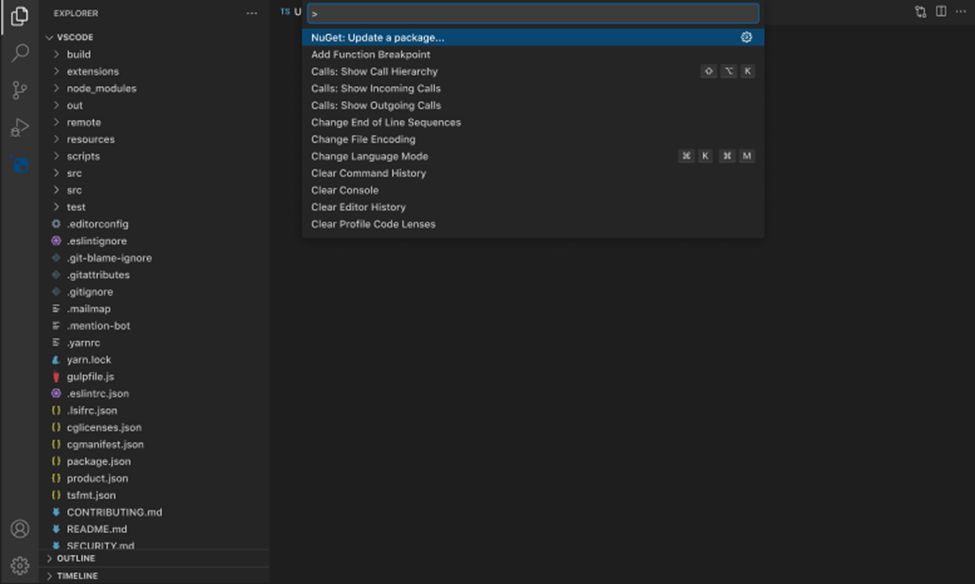 EXPLORER
VSCODE
build
extensions
node_modules
out
remote
resources
scripts
src
src
test
.editorconfig
.eslintignore
.git-blame-ignore
.gitattributes
.gitignore
.mailmap
.mention-bot
.yarnrc
yarn.lock
gulpfile.js
.eslintrc.json
.lsifrc.json
cglicenses.json
cgmanifest.json
package.json
product.json
tsfmt.json
CONTRIBUTING.md
README.md
SECURITY.md
OUTLINE
TIMELINE
TS U
>
NuGet: Update a package...
Add Function Breakpoint
Calls: Show Call Hierarchy ⇧ ⌥ K
Calls: Show Incoming Calls
Calls: Show Outgoing Calls
Change End of Line Sequences
Change File Encoding
Change Language Mode ⌘ K ⌘ M
Clear Command History
Clear Console
Clear Editor History
Clear Profile Code Lenses